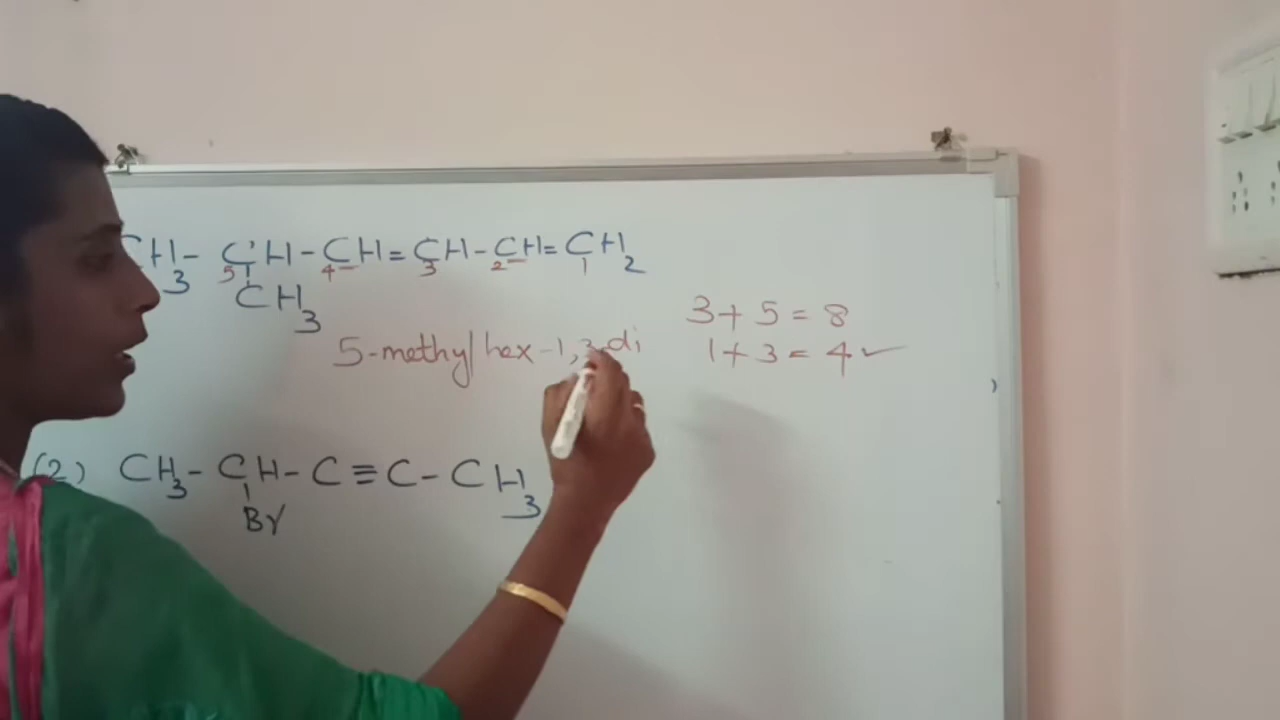 CH3 - CH - CH = CH - CH = CH2
5 4 3 2 1
CH3
3 + 5 = 8
5-methyl hex - 1, 3-di
1 + 3 = 4 ✓
(2) CH3 - CH - C ≡ C - CH3
Br